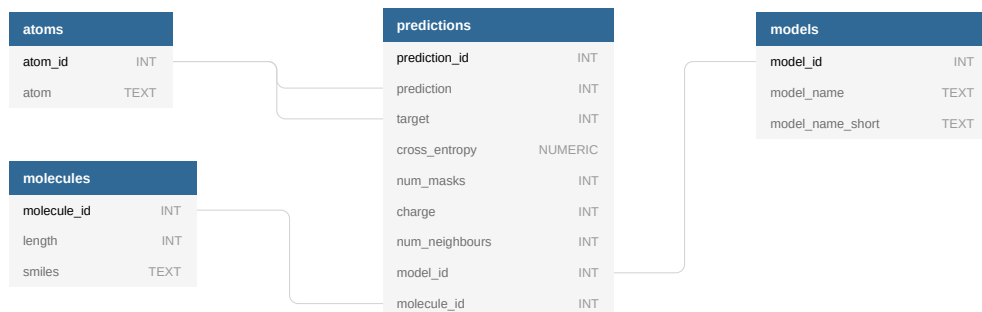 atoms
atom_id INT
atom TEXT
molecules
molecule_id INT
length INT
smiles TEXT
predictions
prediction_id INT
prediction INT
target INT
cross_entropy NUMERIC
num_masks INT
charge INT
num_neighbours INT
model_id INT
molecule_id INT
models
model_id INT
model_name TEXT
model_name_short TEXT